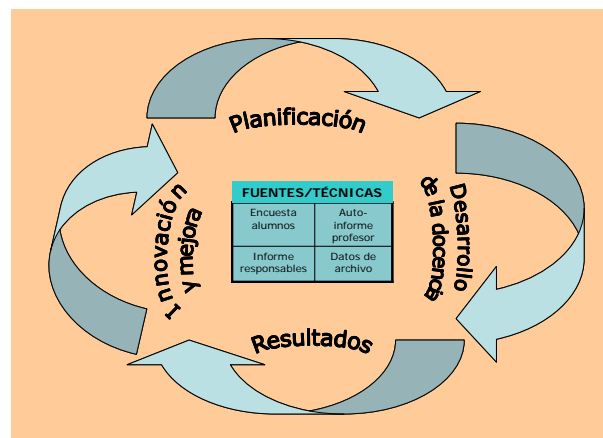 Planificación
Desarrollo
de la docencia
Resultados
Innovación
y mejora
FUENTES/TÉCNICAS
Encuesta
alumnos
Auto-
informe
profesor
Informe
responsables
Datos de
archivo